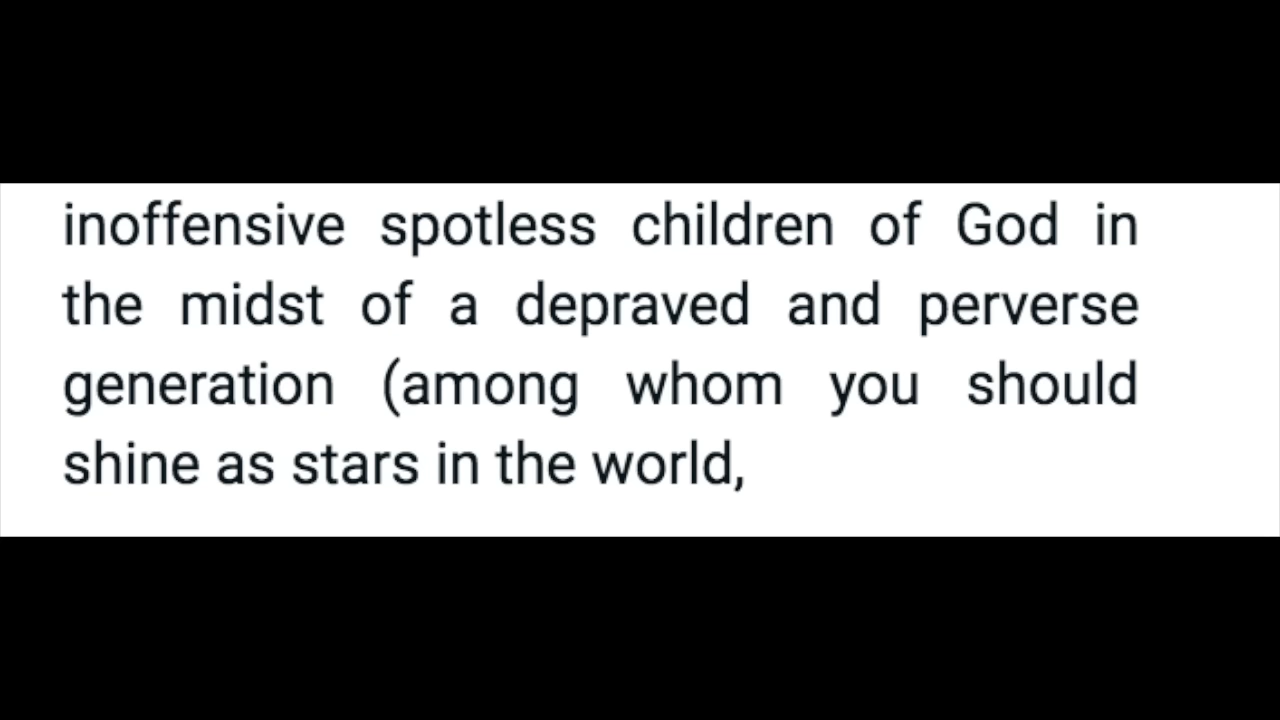 inoffensive spotless children of God in
the midst of a depraved and perverse
generation (among whom you should
shine as stars in the world,